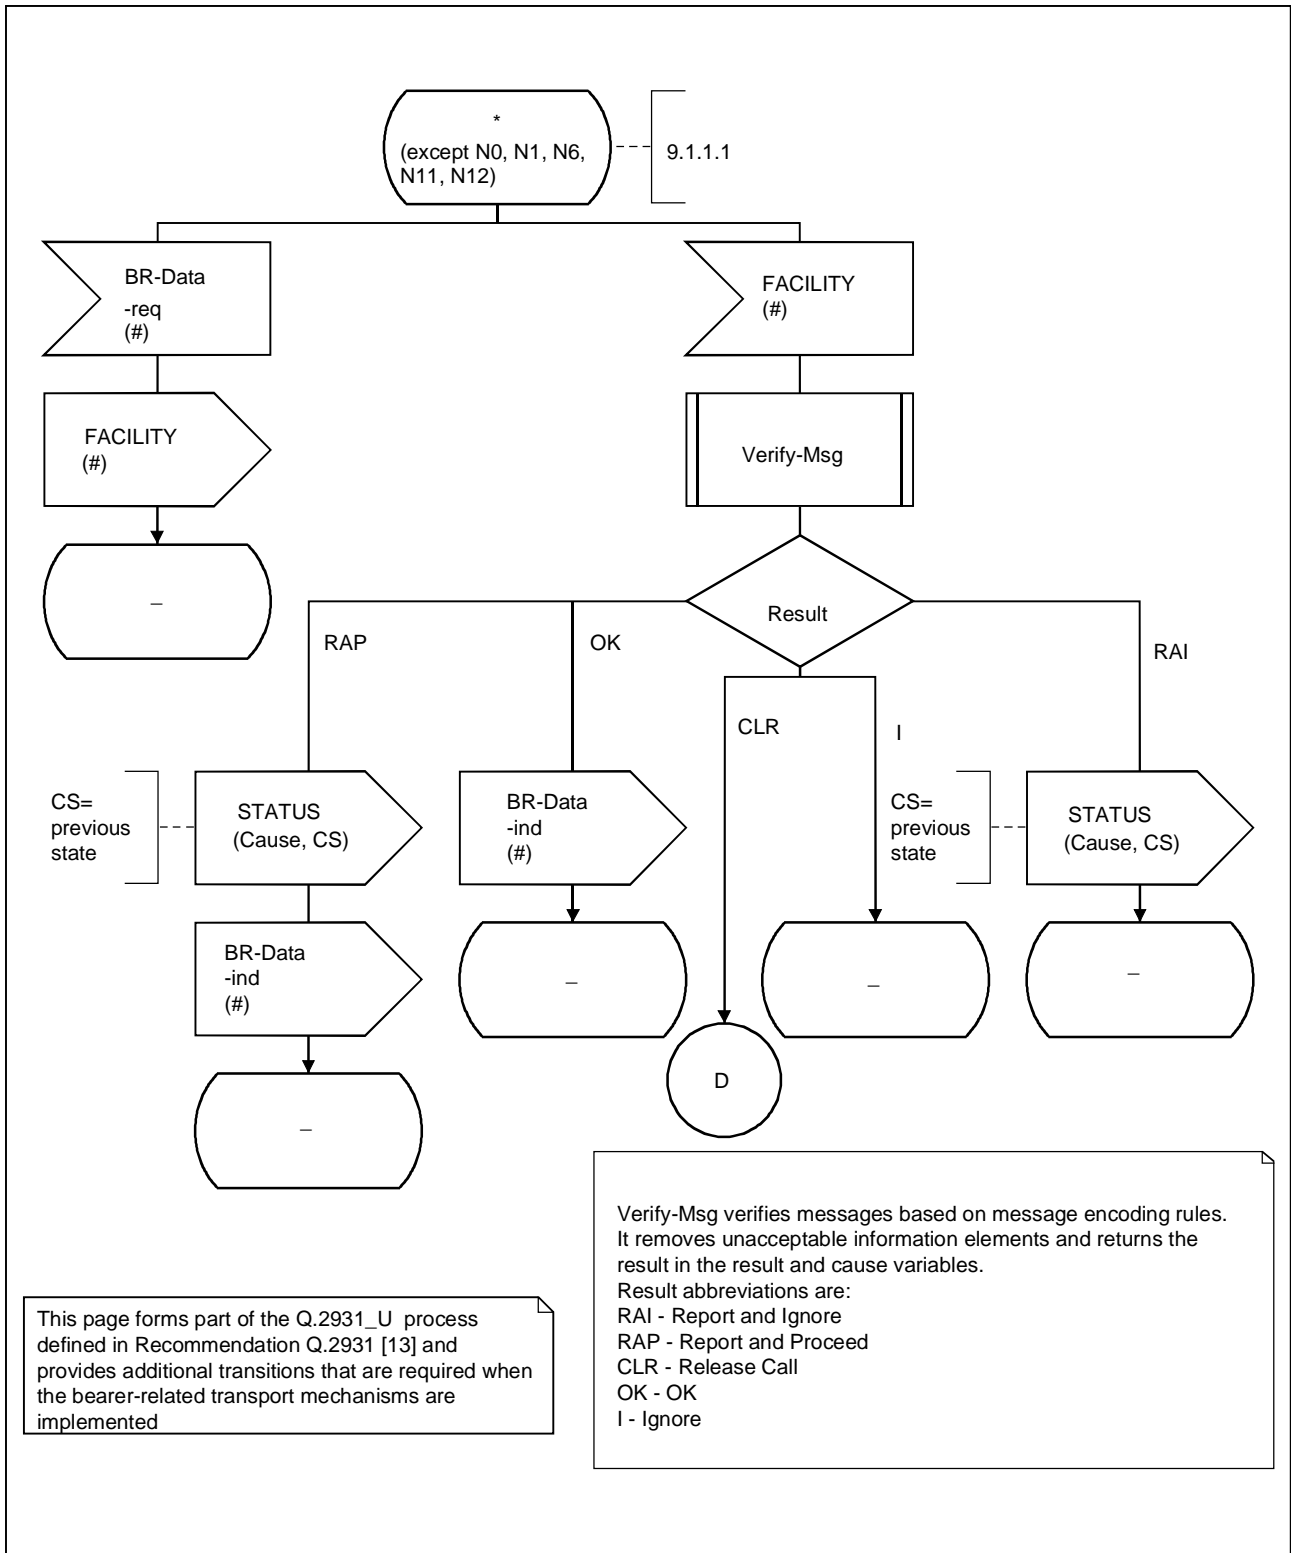 *
(except N0, N1, N6,
N11, N12)
9.1.1.1
BR-Data
-req
(#)
FACILITY
(#)
FACILITY
(#)
Verify-Msg
_
Result
RAP
OK
RAI
CLR
I
CS=
previous
state
STATUS
(Cause, CS)
BR-Data
-ind
(#)
CS=
previous
state
STATUS
(Cause, CS)
BR-Data
-ind
(#)
_
_
_
D
_
Verify-Msg verifies messages based on message encoding rules.
It removes unacceptable information elements and returns the
result in the result and cause variables.
Result abbreviations are:
RAI - Report and Ignore
RAP - Report and Proceed
CLR - Release Call
OK - OK
I - Ignore
This page forms part of the Q.2931_U process
defined in Recommendation Q.2931 [13] and
provides additional transitions that are required when
the bearer-related transport mechanisms are
implemented